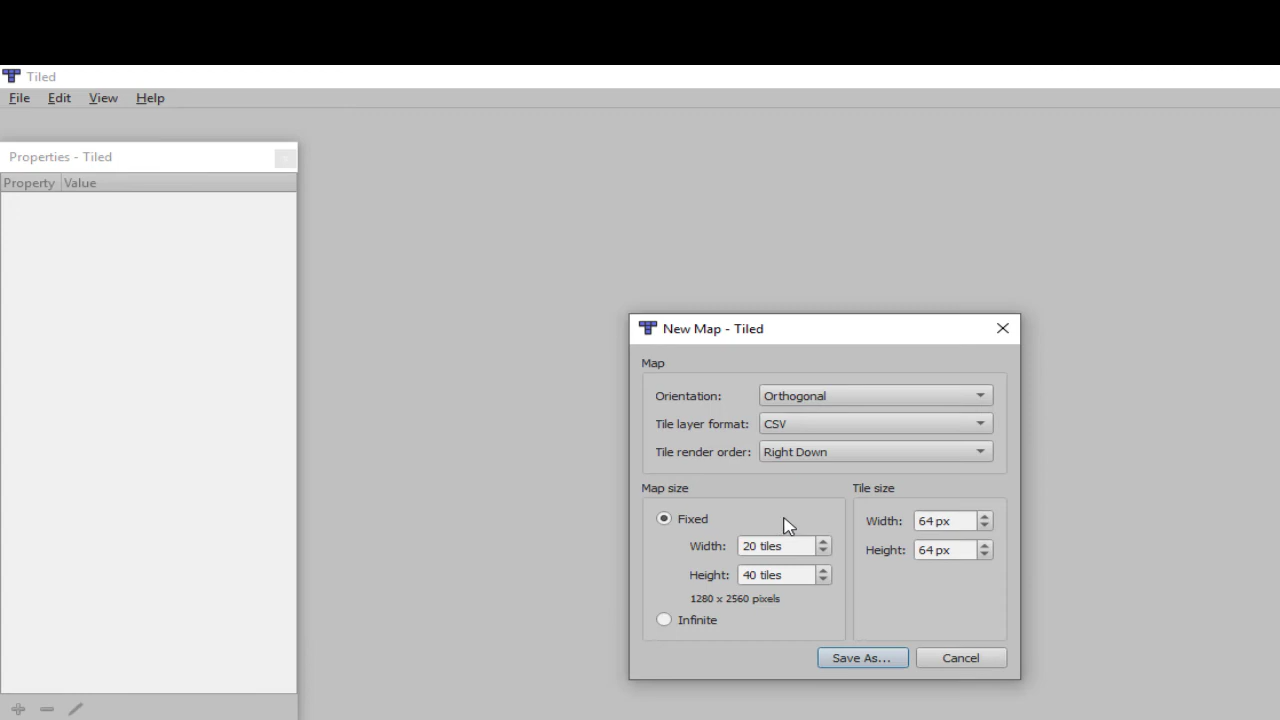 Tiled
File Edit View Help
Properties - Tiled
Property Value
New Map - Tiled
Map
Orientation: Orthogonal
Tile layer format: CSV
Tile render order: Right Down
Map size
Fixed
Width: 20 tiles
Height: 40 tiles
1280 x 2560 pixels
Infinite
Tile size
Width: 64 px
Height: 64 px
Save As... Cancel